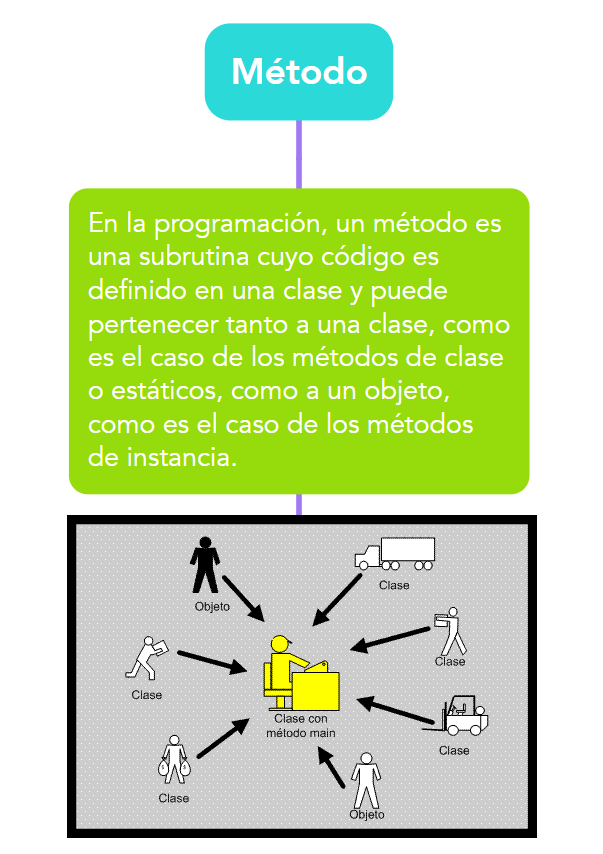 Método
En la programación, un método es
una subrutina cuyo código es
definido en una clase y puede
pertenecer tanto a una clase, como
es el caso de los métodos de clase
o estáticos, como a un objeto,
como es el caso de los métodos
de instancia.
Objeto
Clase
Clase
Clase
Clase con
método main
Clase
Clase
Objeto